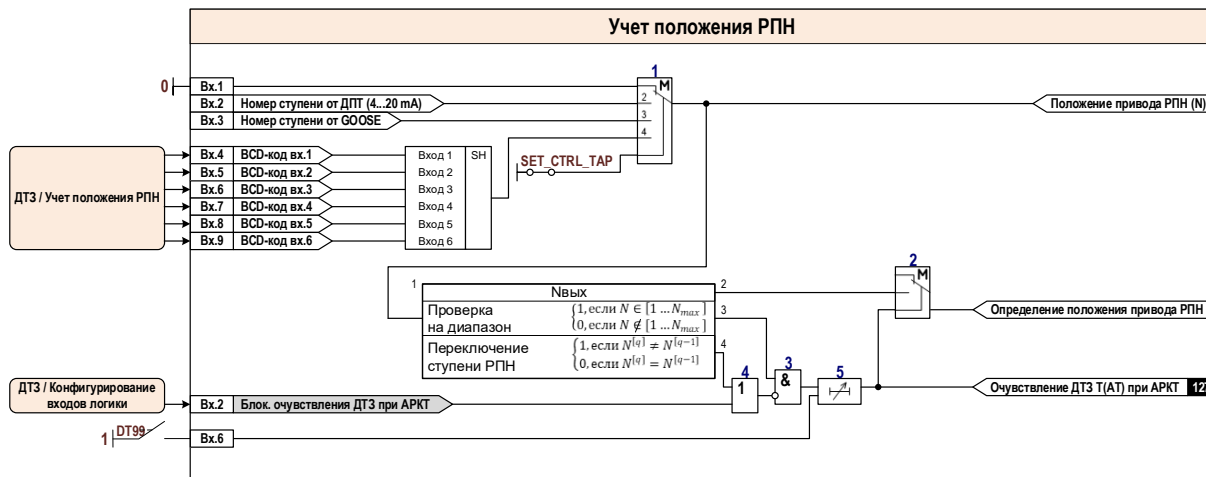 Учет положения РПН
0
Вх.1
Вх.2 Номер ступени от ДПТ (4...20 mA)
Вх.3 Номер ступени от GOOSE
1
M
2
3
4
Положение привода РПН (N)
SET_CTRL_TAP
ДТЗ / Учет положения РПН
Вх.4 BCD-код вх.1
Вх.5 BCD-код вх.2
Вх.6 BCD-код вх.3
Вх.7 BCD-код вх.4
Вх.8 BCD-код вх.5
Вх.9 BCD-код вх.6
Вход 1 SH
Вход 2
Вход 3
Вход 4
Вход 5
Вход 6
1
Nвых
2
Проверка
на диапазон
{1, если N ∈ [1 … Nmax]
{0, если N ∉ [1 … Nmax]
3
Переключение
ступени РПН
{1, если N[q] ≠ N[q−1]
{0, если N[q] = N[q−1]
4
2
M
Определение положения привода РПН
4
1
3
&
5
Очувствление ДТЗ Т(АТ) при АРКТ
ДТЗ / Конфигурирование
входов логики
Вх.2 Блок. очувствления ДТЗ при АРКТ
1 DT99
Вх.6